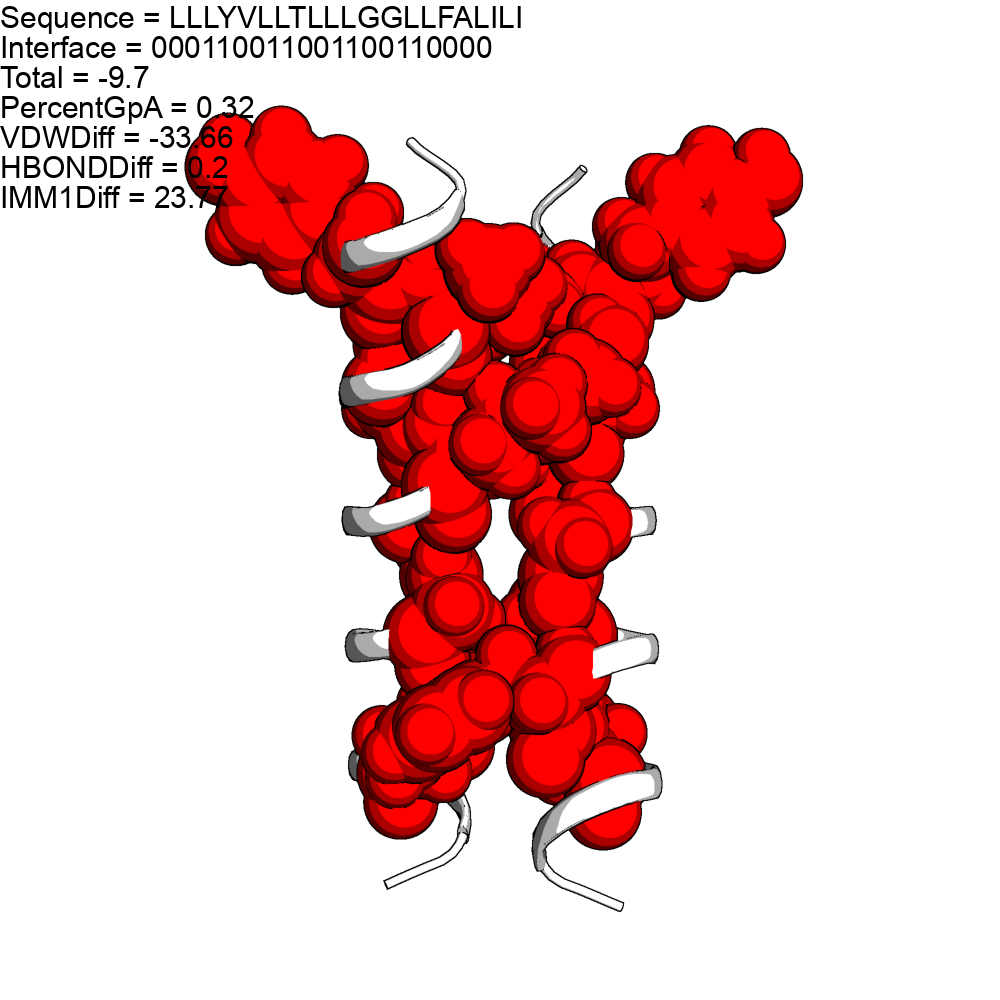 Sequence = LLLYVLLTLLLGGLLFALILI
Interface = 000110011001100110000
Total = -9.7
PercentGpA = 0.32
VDWDiff = -33.66
HBONDDiff = 0.2
IMM1Diff = 23.77